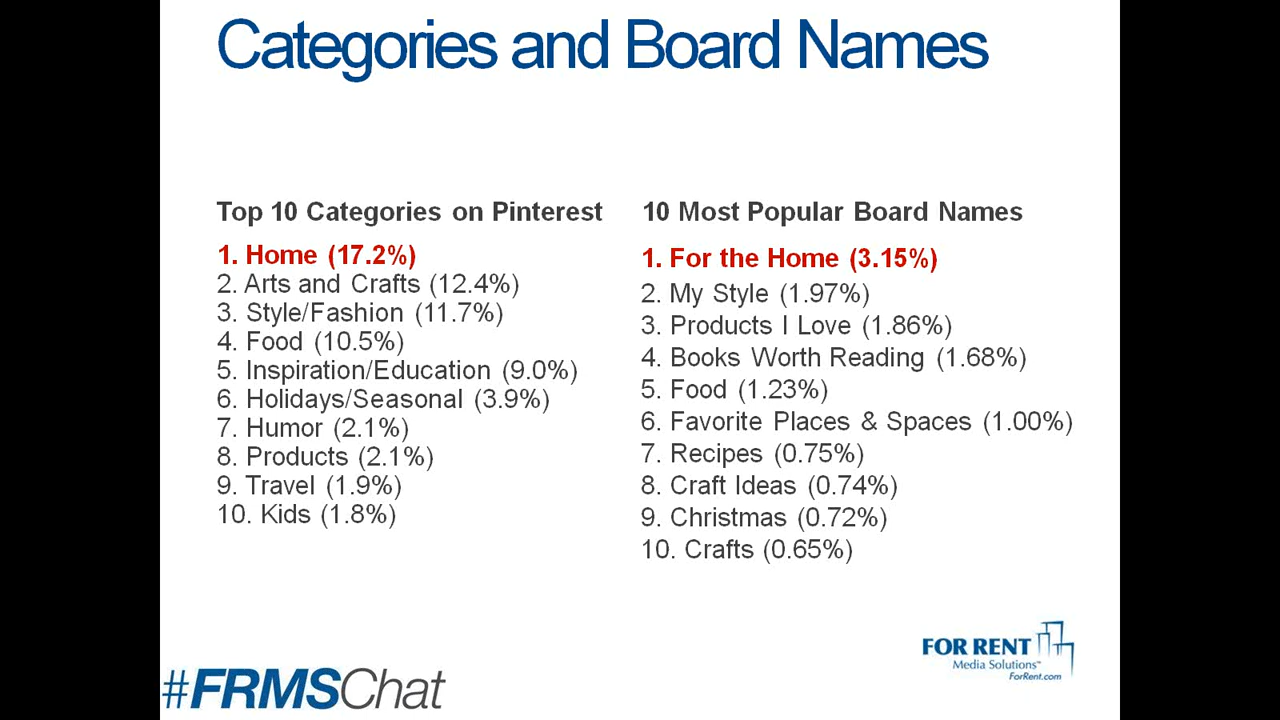 Categories and Board Names
Top 10 Categories on Pinterest
1. Home (17.2%)
2. Arts and Crafts (12.4%)
3. Style/Fashion (11.7%)
4. Food (10.5%)
5. Inspiration/Education (9.0%)
6. Holidays/Seasonal (3.9%)
7. Humor (2.1%)
8. Products (2.1%)
9. Travel (1.9%)
10. Kids (1.8%)
10 Most Popular Board Names
1. For the Home (3.15%)
2. My Style (1.97%)
3. Products I Love (1.86%)
4. Books Worth Reading (1.68%)
5. Food (1.23%)
6. Favorite Places & Spaces (1.00%)
7. Recipes (0.75%)
8. Craft Ideas (0.74%)
9. Christmas (0.72%)
10. Crafts (0.65%)
#FRMSChat
FOR RENT
Media Solutions™
ForRent.com